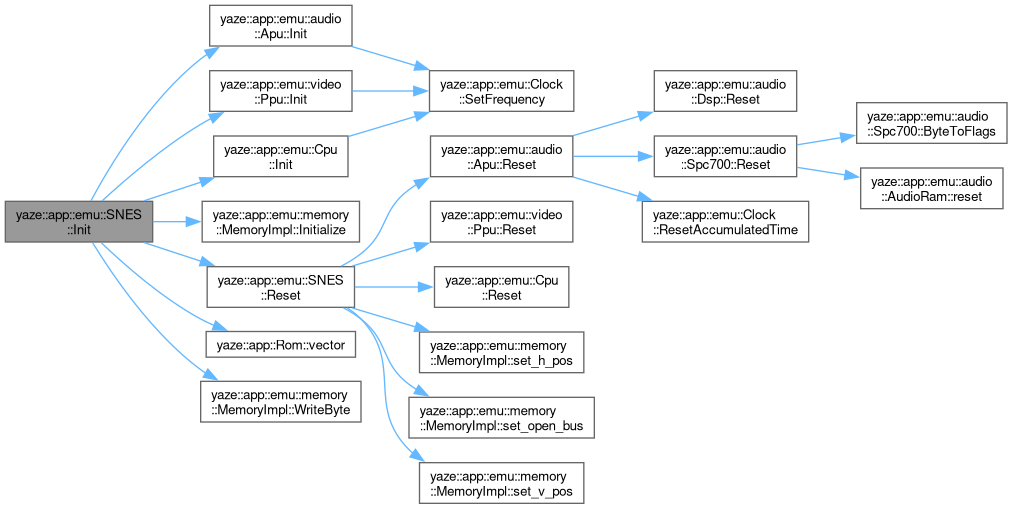 yaze::app::emu::SNES
::Init
yaze::app::emu::audio
::Apu::Init
yaze::app::emu::video
::Ppu::Init
yaze::app::emu::Cpu
::Init
yaze::app::emu::memory
::MemoryImpl::Initialize
yaze::app::emu::SNES
::Reset
yaze::app::Rom::vector
yaze::app::emu::memory
::MemoryImpl::WriteByte
yaze::app::emu::Clock
::SetFrequency
yaze::app::emu::audio
::Apu::Reset
yaze::app::emu::video
::Ppu::Reset
yaze::app::emu::Cpu
::Reset
yaze::app::emu::memory
::MemoryImpl::set_h_pos
yaze::app::emu::memory
::MemoryImpl::set_open_bus
yaze::app::emu::memory
::MemoryImpl::set_v_pos
yaze::app::emu::audio
::Dsp::Reset
yaze::app::emu::audio
::Spc700::Reset
yaze::app::emu::Clock
::ResetAccumulatedTime
yaze::app::emu::audio
::Spc700::ByteToFlags
yaze::app::emu::audio
::AudioRam::reset